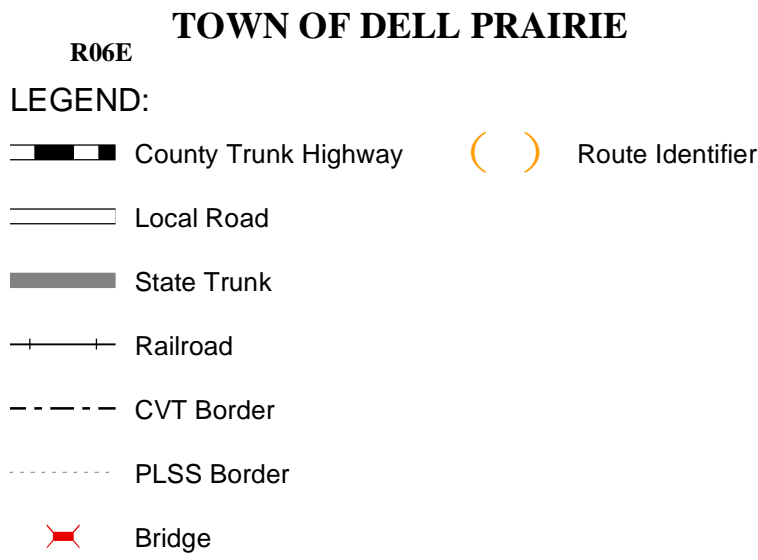 TOWN OF DELL PRAIRIE
R06E
LEGEND:
County Trunk Highway
( ) Route Identifier
Local Road
State Trunk
Railroad
CVT Border
PLSS Border
Bridge